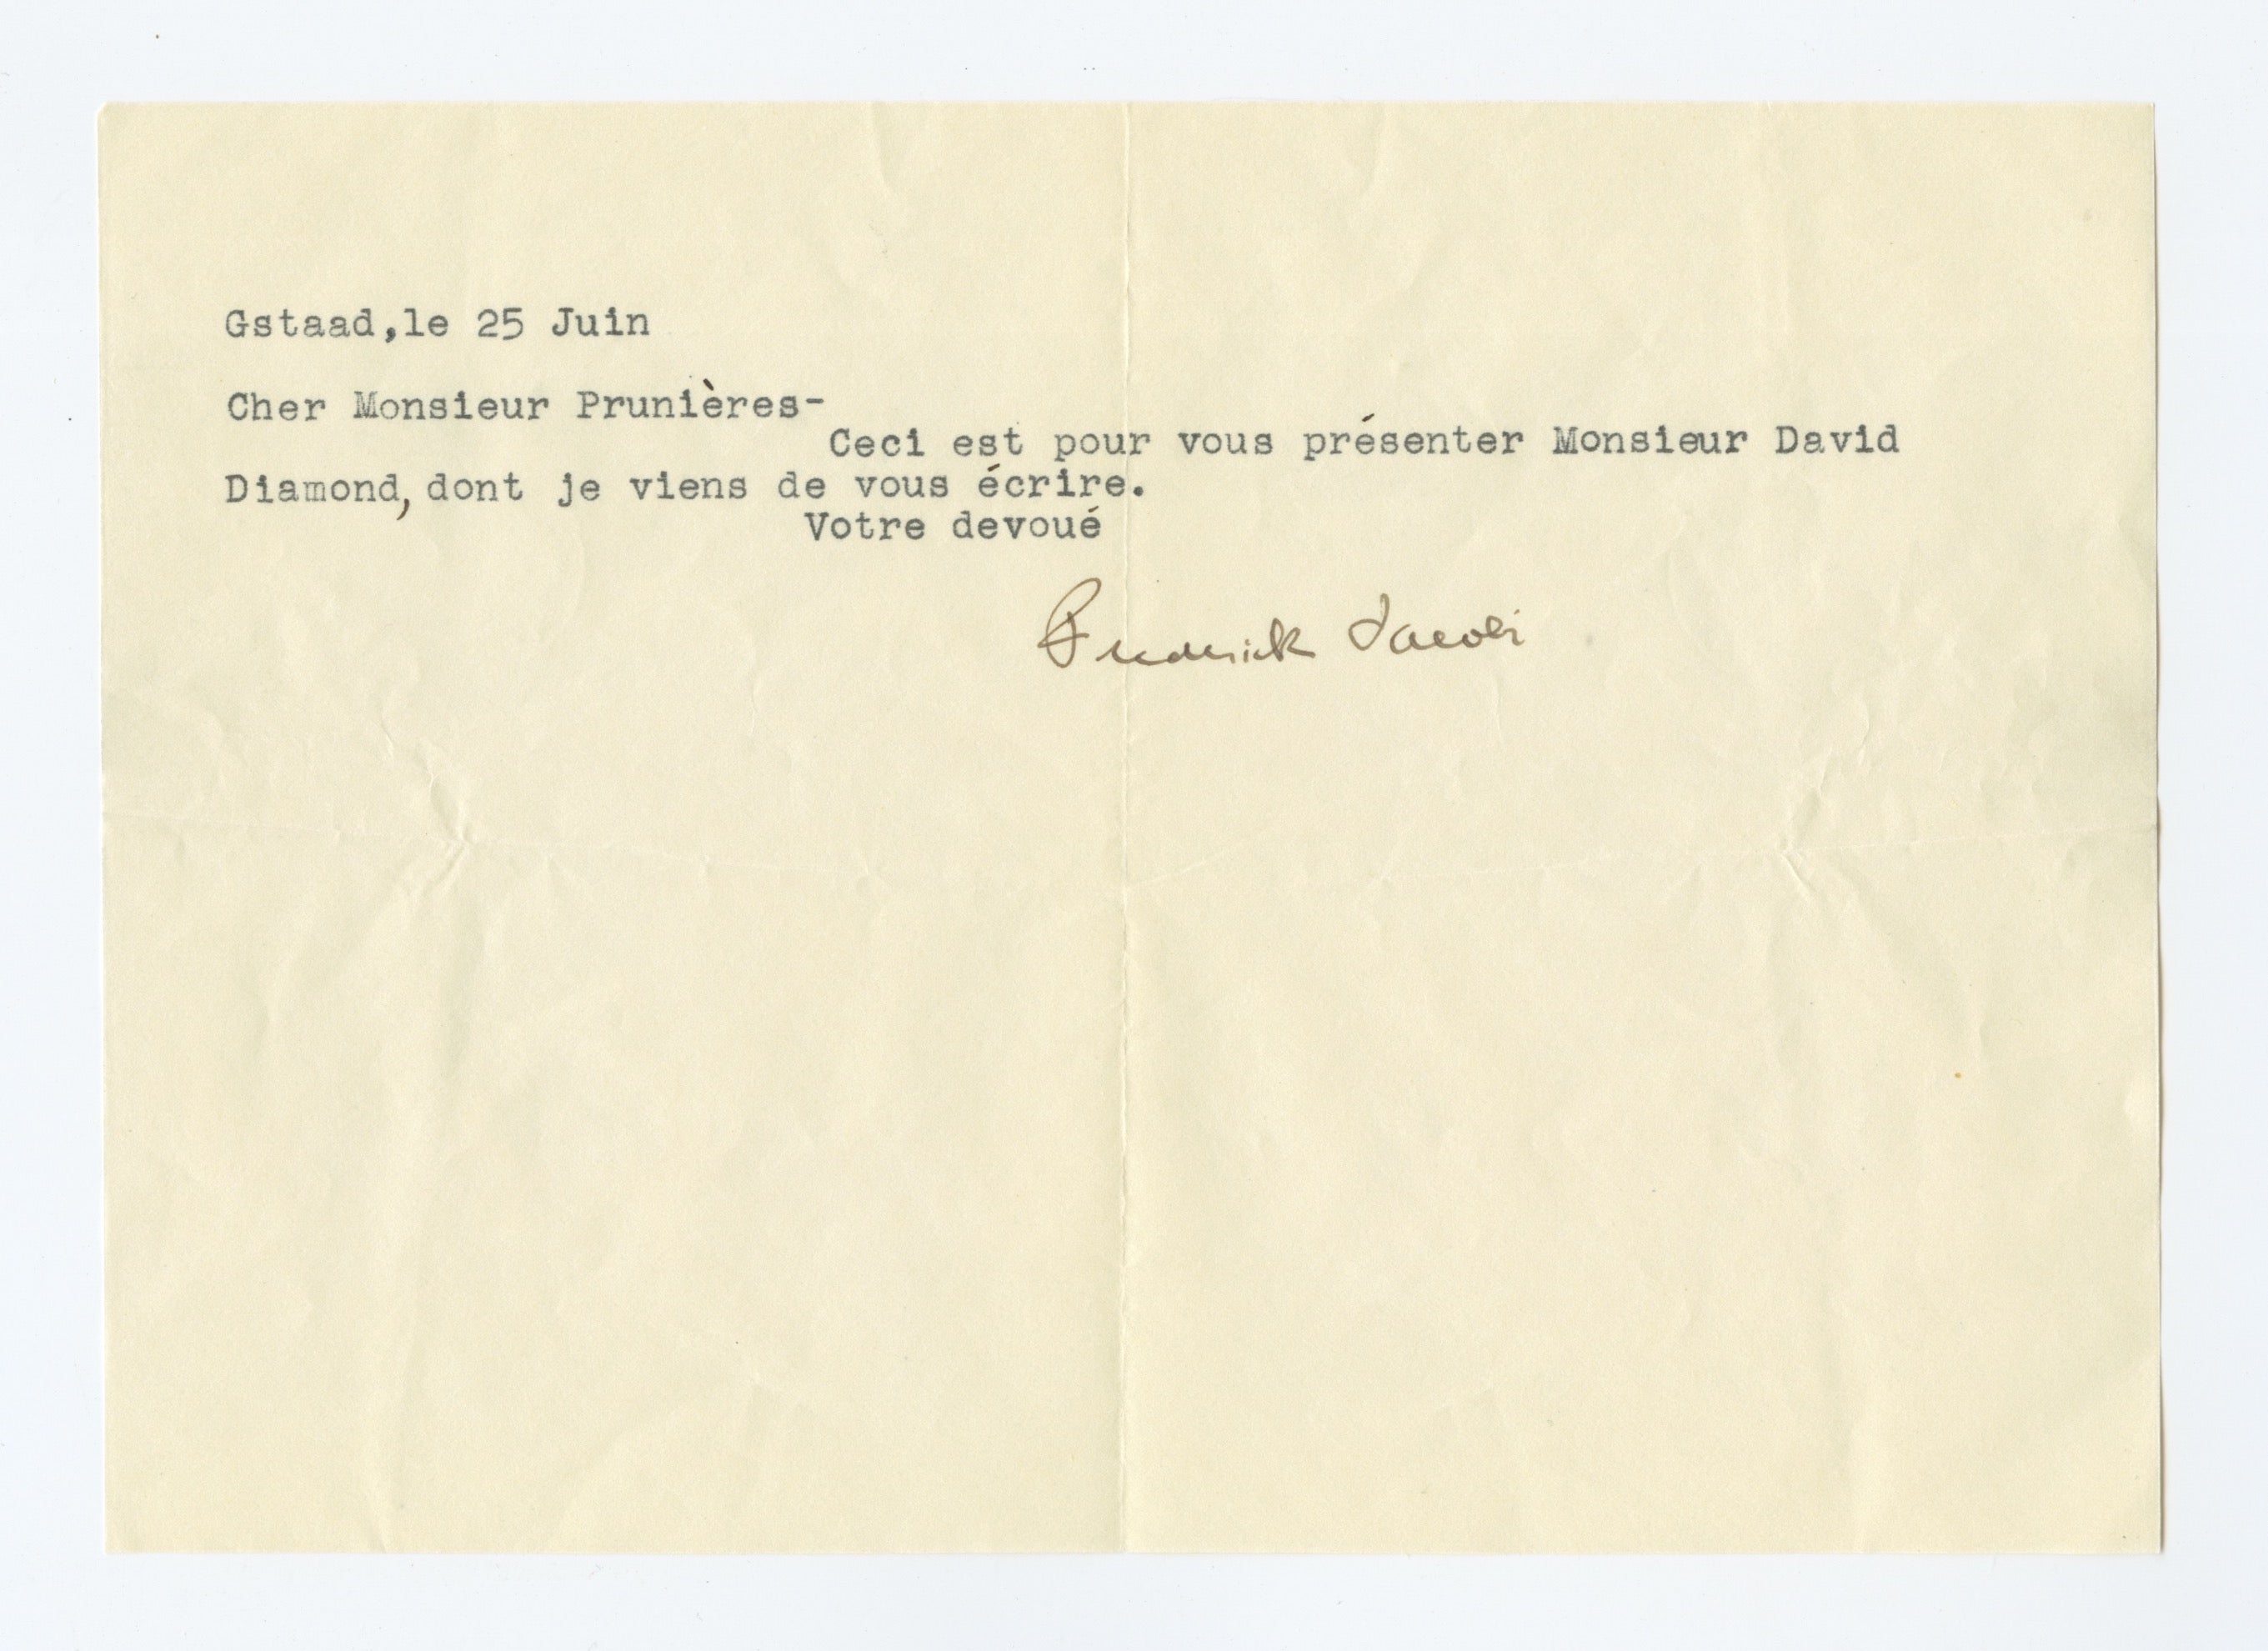 Gstaad,le 25 Juin
Cher Monsieur Prunières-
Ceci est pour vous présenter Monsieur David
Diamond, dont je viens de vous écrire.
Votre devoué
Frederick Jacobi